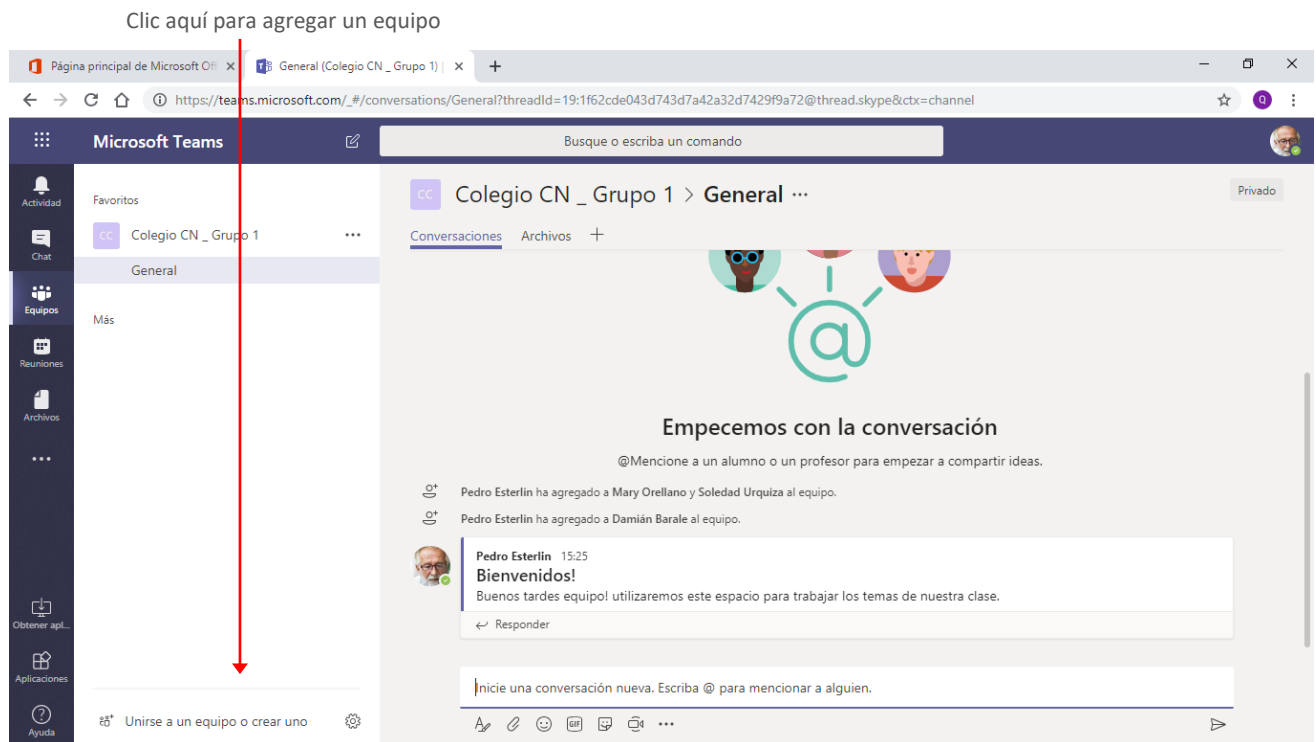 Clic aquí para agregar un equipo
Página principal de Microsoft Off
General (Colegio CN _ Grupo 1) |
https://teams.microsoft.com/_#/conversations/General?threadId=19:1f62cde043d743d7a42a32d7429f9a72@thread.skype&ctx=channel
Q
Microsoft Teams
Busque o escriba un comando
Actividad
Chat
Equipos
Reuniones
Archivos
Obtener apl...
Aplicaciones
Ayuda
Favoritos
CC Colegio CN _ Grupo 1
General
Más
Unirse a un equipo o crear uno
CC Colegio CN _ Grupo 1 > General
Privado
Conversaciones Archivos
Empecemos con la conversación
@Mencione a un alumno o un profesor para empezar a compartir ideas.
Pedro Esterlin ha agregado a Mary Orellano y Soledad Urquiza al equipo.
Pedro Esterlin ha agregado a Damián Barale al equipo.
Pedro Esterlin 15:25
Bienvenidos!
Buenos tardes equipo! utilizaremos este espacio para trabajar los temas de nuestra clase.
Responder
Inicie una conversación nueva. Escriba @ para mencionar a alguien.
GIF